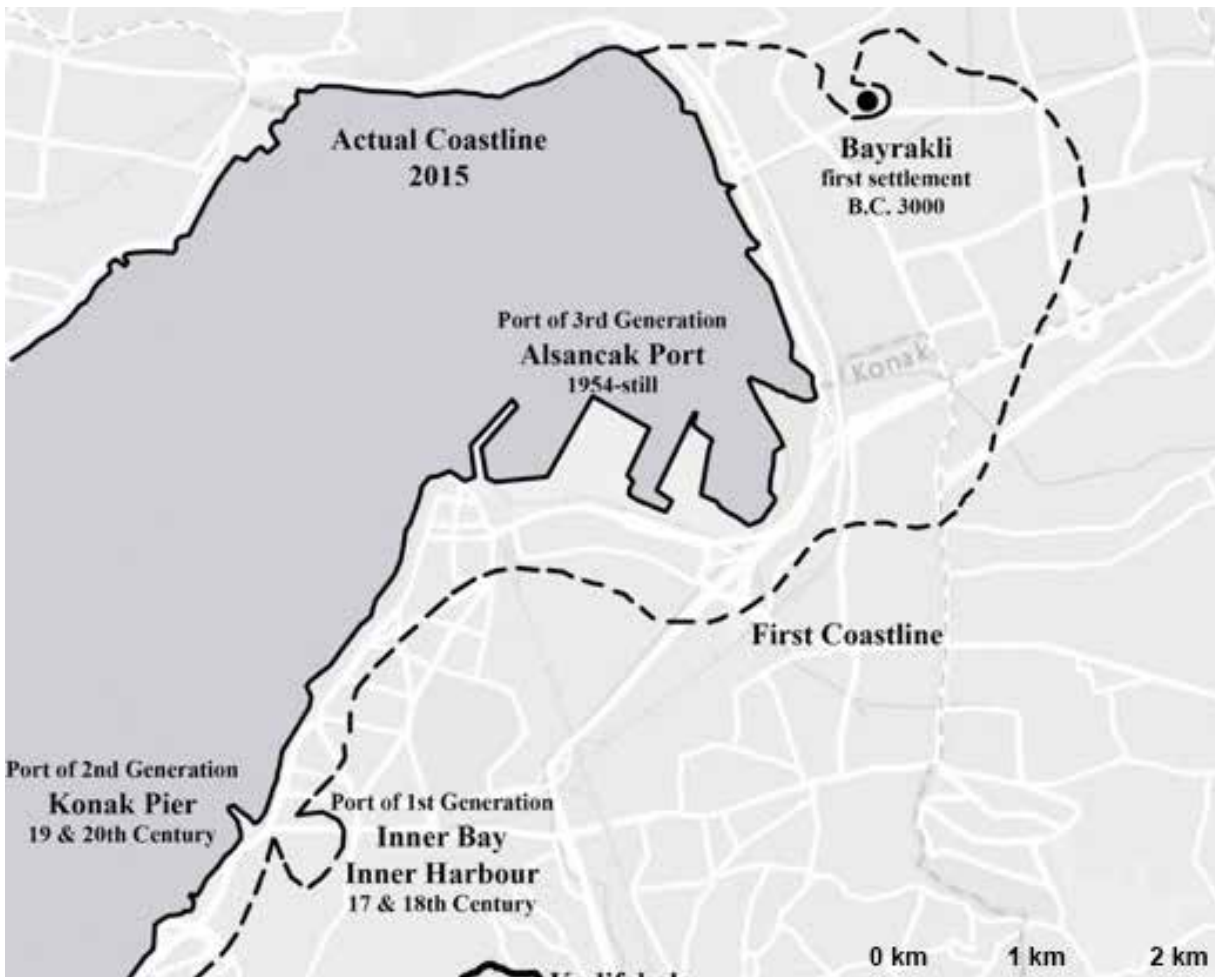 Actual Coastline
2015
Bayrakli
first settlement
B.C. 3000
Port of 3rd Generation
Alsancak Port
1954-still
Konak
First Coastline
Port of 2nd Generation
Konak Pier
19 & 20th Century
Port of 1st Generation
Inner Bay
Inner Harbour
17 & 18th Century
0 km 1 km 2 km